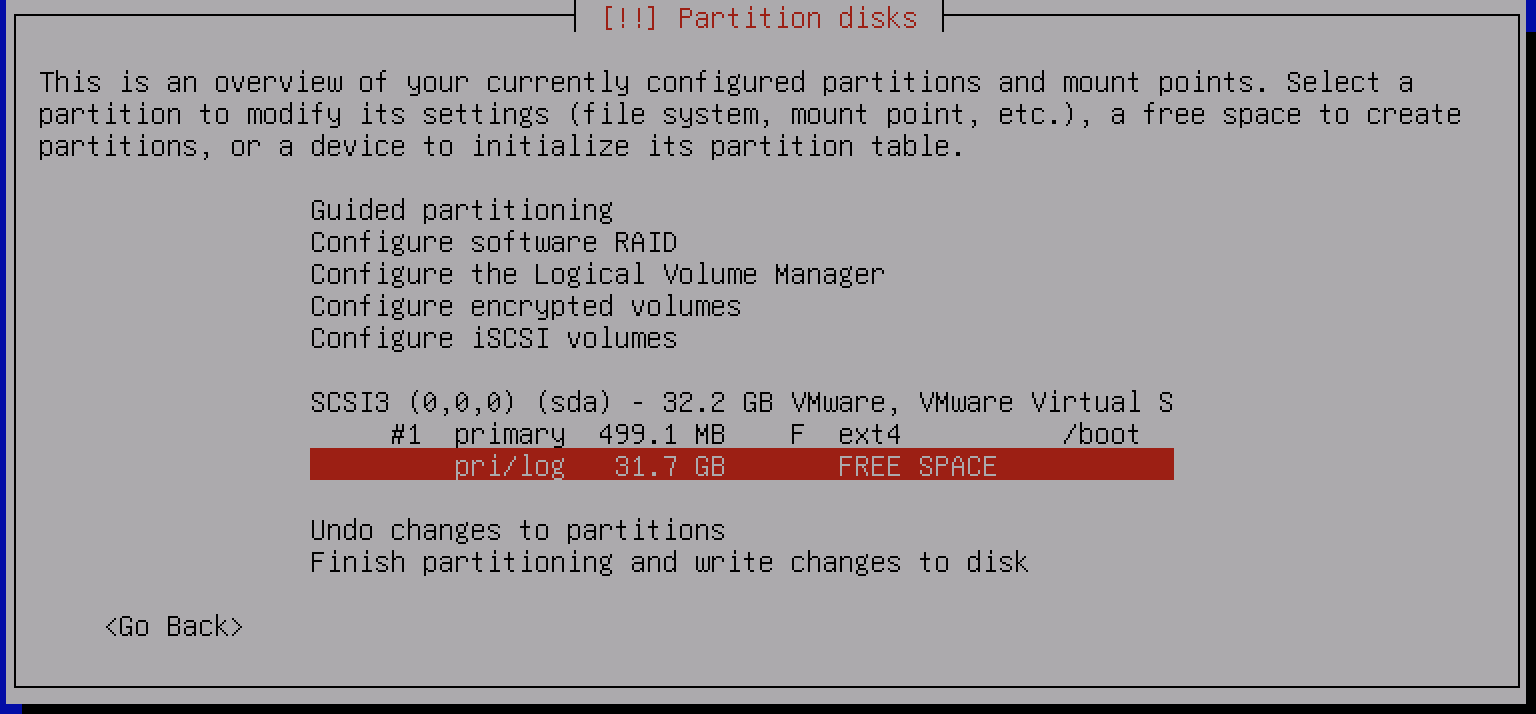 [!!] Partition disks
This is an overview of your currently configured partitions and mount points. Select a
partition to modify its settings (file system, mount point, etc.), a free space to create
partitions, or a device to initialize its partition table.
Guided partitioning
Configure software RAID
Configure the Logical Volume Manager
Configure encrypted volumes
Configure iSCSI volumes
SCSI3 (0,0,0) (sda) - 32.2 GB VMware, VMware Virtual S
#1 primary 499.1 MB F ext4 /boot
pri/log 31.7 GB FREE SPACE
Undo changes to partitions
Finish partitioning and write changes to disk
<Go Back>